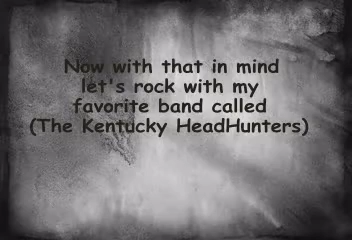 Now with that in mind
let's rock with my
favorite band called
(The Kentucky HeadHunters)